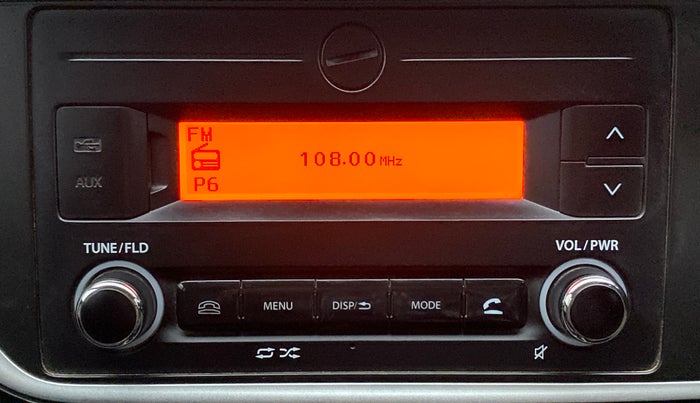 FM
108.00MHz
P6
AUX
TUNE/FLD
VOL/PWR
MENU
DISP/
MODE